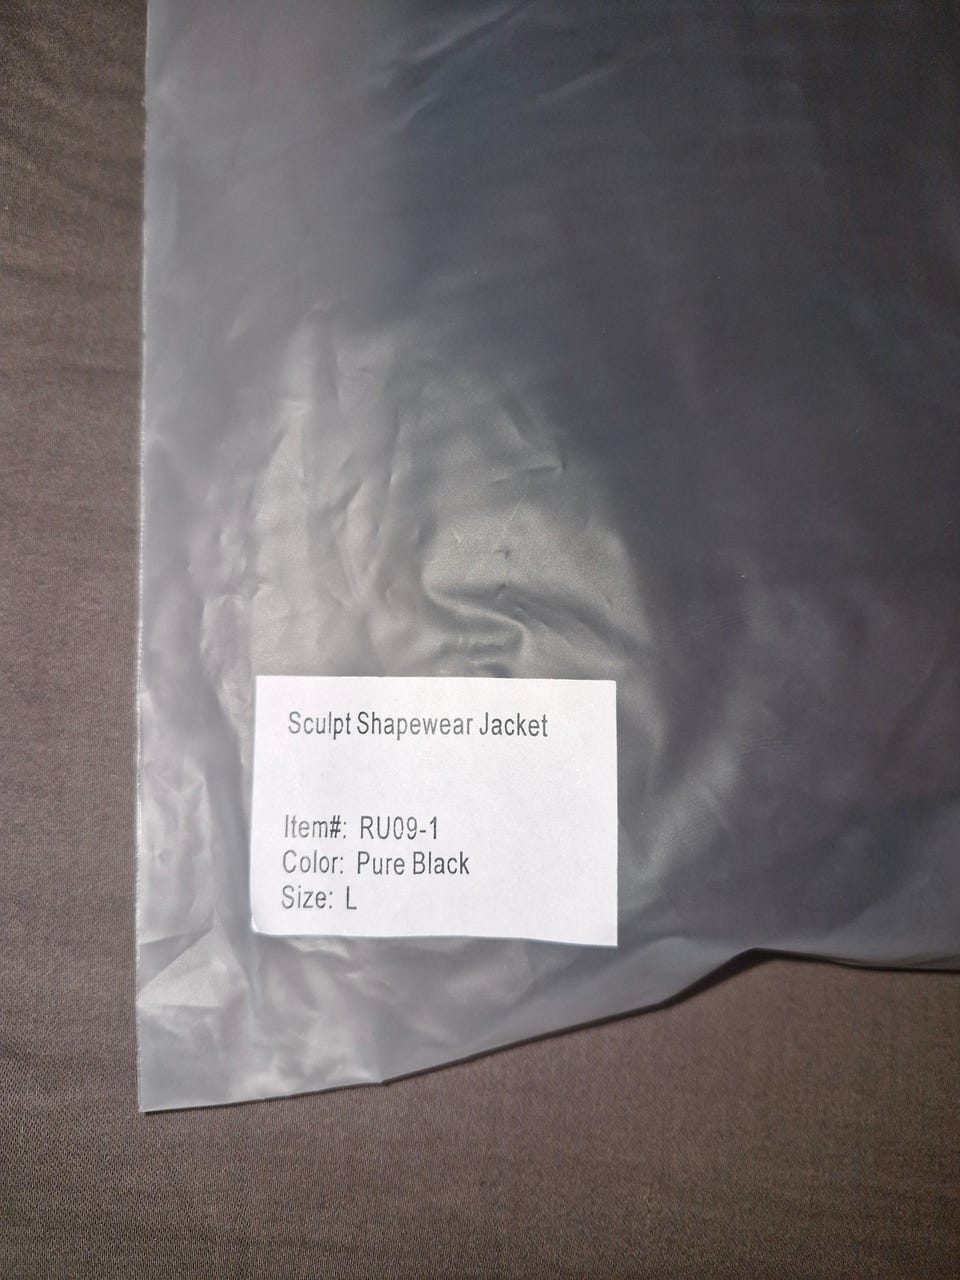 Sculpt Shapewear Jacket
Item#: RU09-1
Color: Pure Black
Size: L